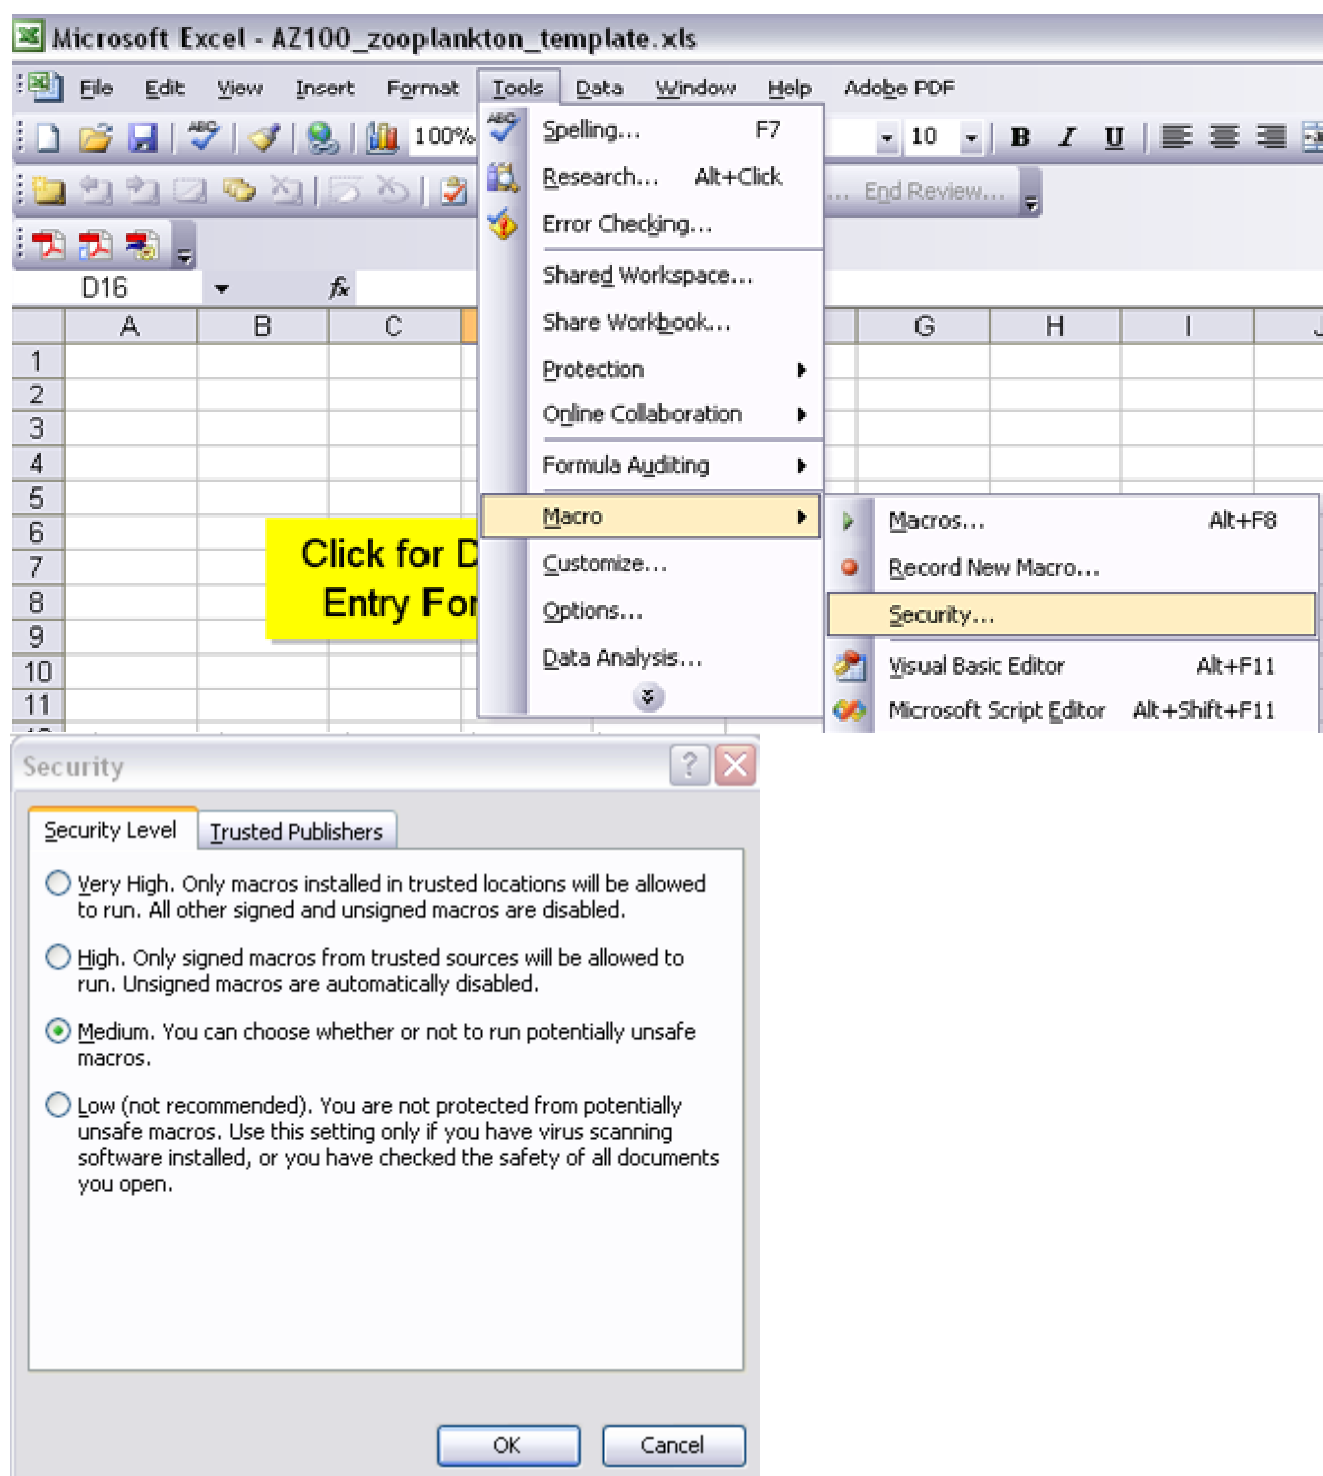 Microsoft Excel - AZ100_zooplankton_template.xls
File Edit View Insert Format Tools Data Window Help Adobe PDF
100% 10 B I U
... End Review...
D16 fx
A B C G H I J
1
2
3
4
5
6
7
8
9
10
11
Click for D
Entry For
Spelling... F7
Research... Alt+Click
Error Checking...
Shared Workspace...
Share Workbook...
Protection
Online Collaboration
Formula Auditing
Macro
Customize...
Options...
Data Analysis...
Macros... Alt+F8
Record New Macro...
Security...
Visual Basic Editor Alt+F11
Microsoft Script Editor Alt+Shift+F11
Security
Security Level Trusted Publishers
Very High. Only macros installed in trusted locations will be allowed
to run. All other signed and unsigned macros are disabled.
High. Only signed macros from trusted sources will be allowed to
run. Unsigned macros are automatically disabled.
Medium. You can choose whether or not to run potentially unsafe
macros.
Low (not recommended). You are not protected from potentially
unsafe macros. Use this setting only if you have virus scanning
software installed, or you have checked the safety of all documents
you open.
OK Cancel